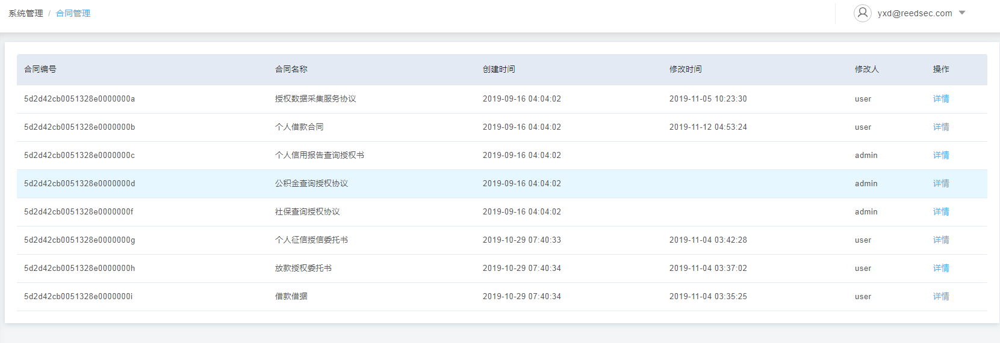 系统管理 / 合同管理 yxd@reedsec.com
合同编号 合同名称 创建时间 修改时间 修改人 操作
5d2d42cb0051328e0000000a 授权数据采集服务协议 2019-09-16 04:04:02 2019-11-05 10:23:30 user 详情
5d2d42cb0051328e0000000b 个人借款合同 2019-09-16 04:04:02 2019-11-12 04:53:24 user 详情
5d2d42cb0051328e0000000c 个人信用报告查询授权书 2019-09-16 04:04:02 admin 详情
5d2d42cb0051328e0000000d 公积金查询授权协议 2019-09-16 04:04:02 admin 详情
5d2d42cb0051328e0000000f 社保查询授权协议 2019-09-16 04:04:02 admin 详情
5d2d42cb0051328e0000000g 个人征信授信委托书 2019-10-29 07:40:33 2019-11-04 03:42:28 user 详情
5d2d42cb0051328e0000000h 放款授权委托书 2019-10-29 07:40:34 2019-11-04 03:37:02 user 详情
5d2d42cb0051328e0000000i 借款借据 2019-10-29 07:40:34 2019-11-04 03:35:25 user 详情